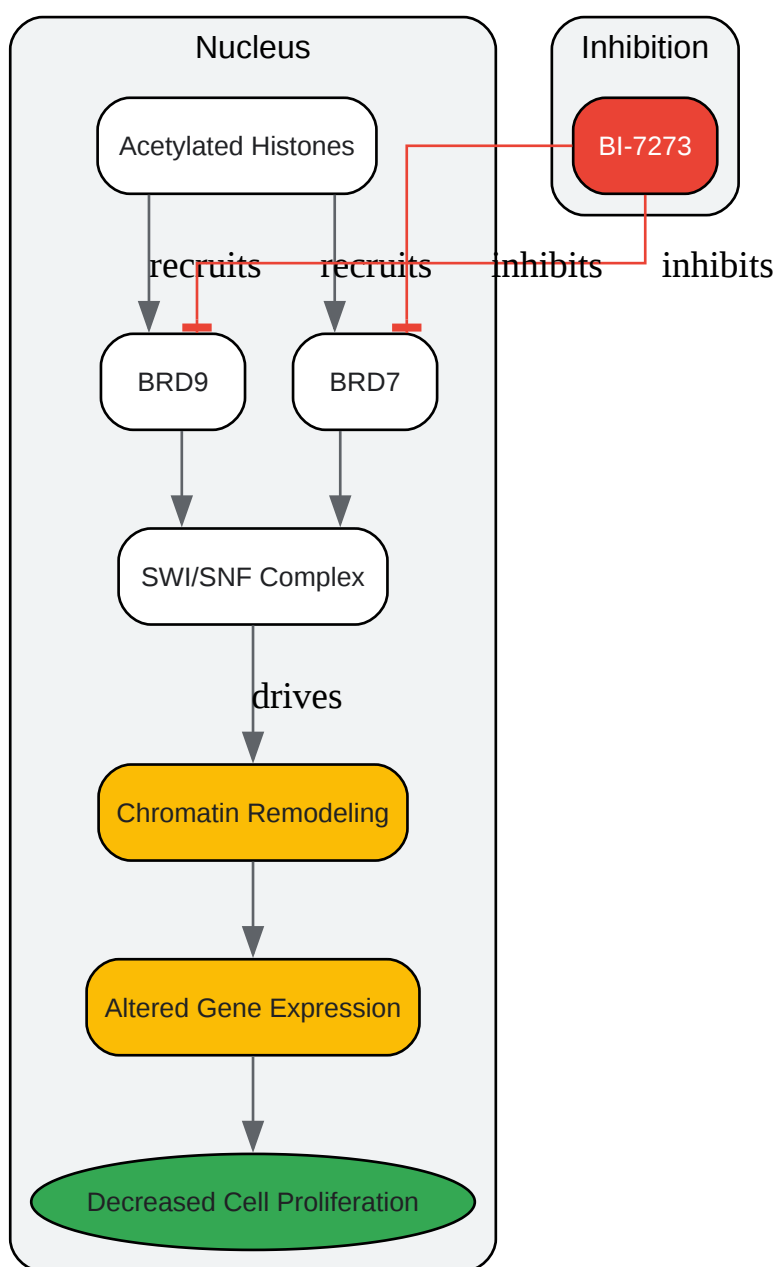 Nucleus
Inhibition
Acetylated Histones
BI-7273
recruits
recruits
inhibits
inhibits
BRD9
BRD7
SWI/SNF Complex
drives
Chromatin Remodeling
Altered Gene Expression
Decreased Cell Proliferation